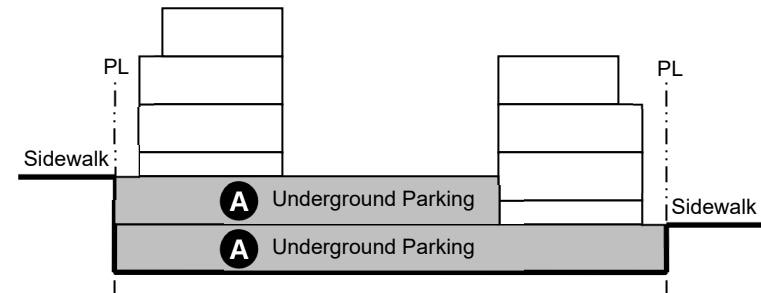 PL
PL
Sidewalk
A Underground Parking
Sidewalk
A Underground Parking